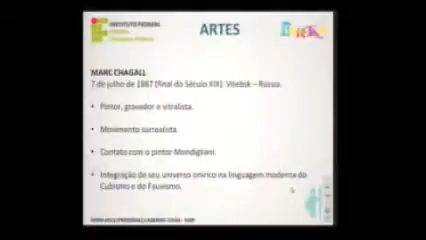 INSTITUTO FEDERAL
ARTES
ARTES
MARC CHAGALL
7 de julho de 1887 (final do Século XIX). Vitebsk – Rússia.
• Pintor, gravador e vitralista.
• Movimento surrealista.
• Contato com o pintor Mondigliani.
• Integração de seu universo onírico na linguagem moderna do
Cubismo e do Fauvismo.